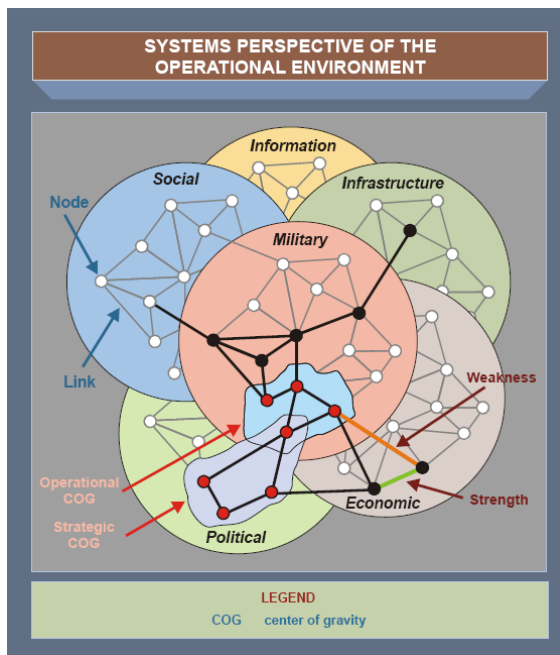 SYSTEMS PERSPECTIVE OF THE
OPERATIONAL ENVIRONMENT
Information
Social
Infrastructure
Node
Military
Link
Weakness
Operational
COG
Strength
Strategic
COG
Economic
Political
LEGEND
COG center of gravity